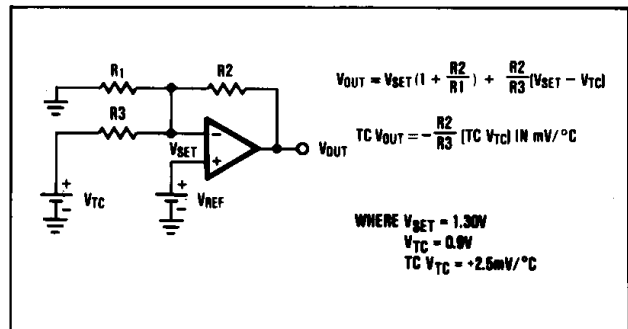 R1
R2
R3
VSET
−
+
VOUT
+
−
VTC
+
−
VREF
VOUT = VSET (1 + R2/R1) + R2/R3 (VSET − VTC)
TC VOUT = − R2/R3 (TC VTC) IN mV/°C
WHERE VSET = 1.30V
VTC = 0.9V
TC VTC = +2.5mV/°C